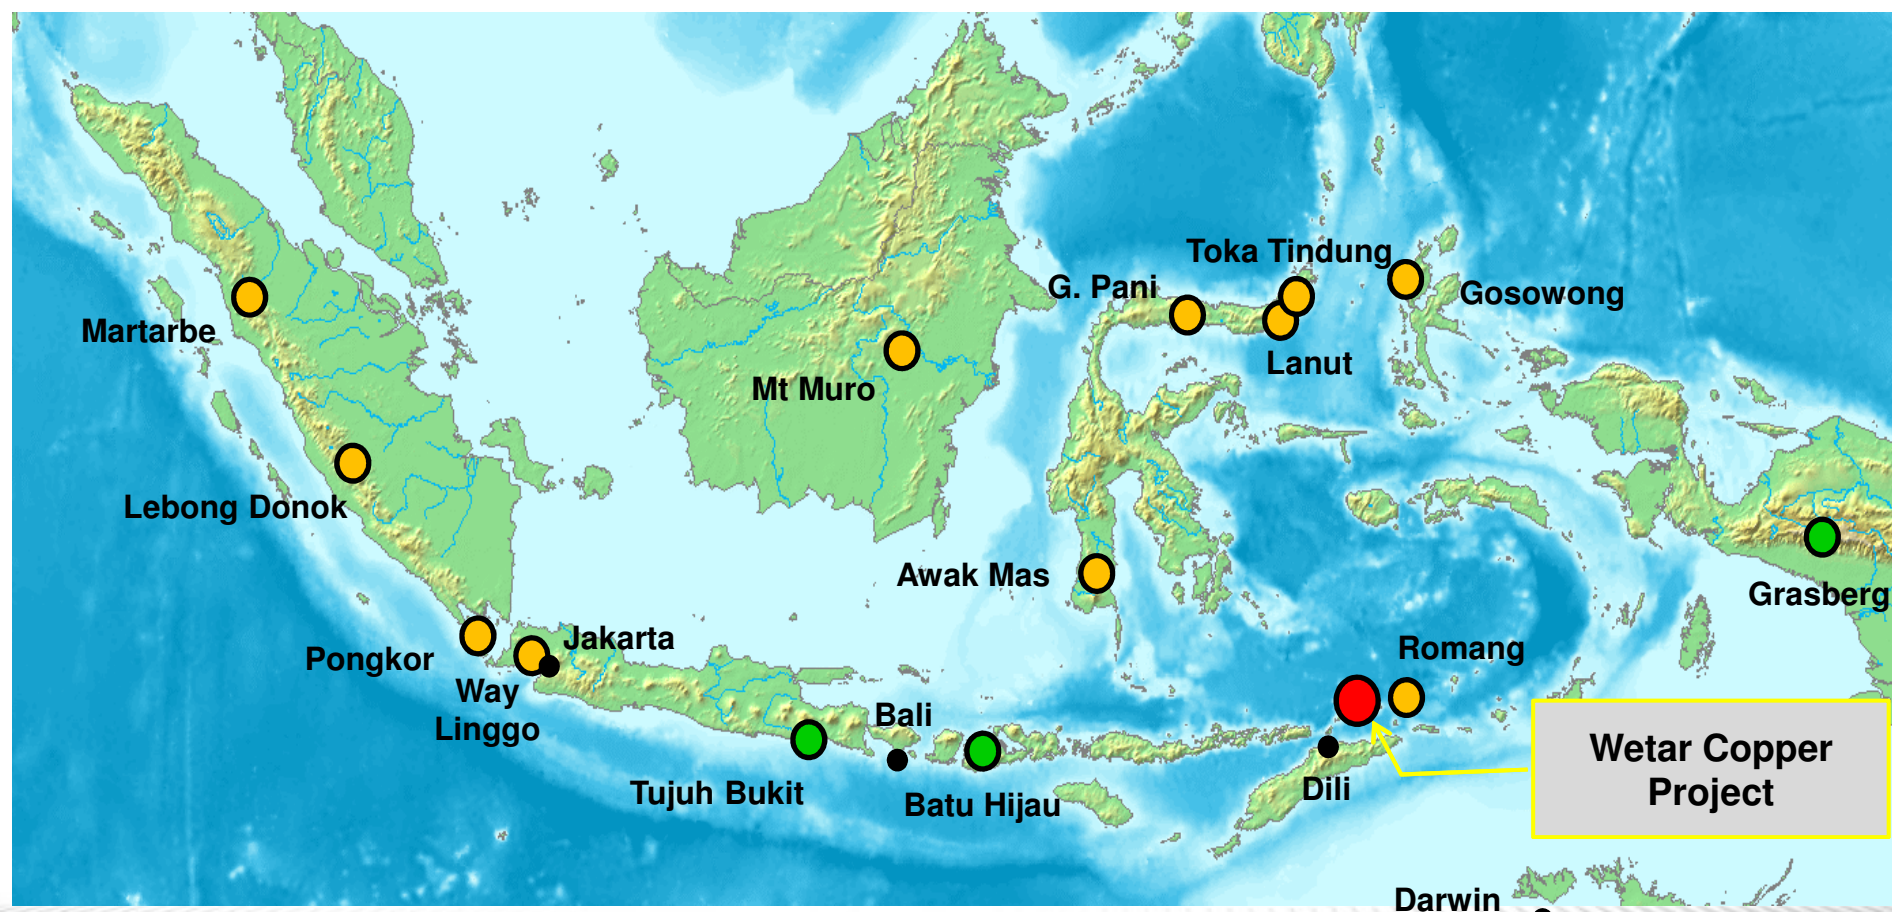 Toka Tindung
G. Pani
Gosowong
Martarbe
Lanut
Mt Muro
Lebong Donok
Awak Mas
Grasberg
Jakarta
Romang
Pongkor
Way
Linggo
Bali
Wetar Copper
Project
Tujuh Bukit
Batu Hijau
Dili
Darwin